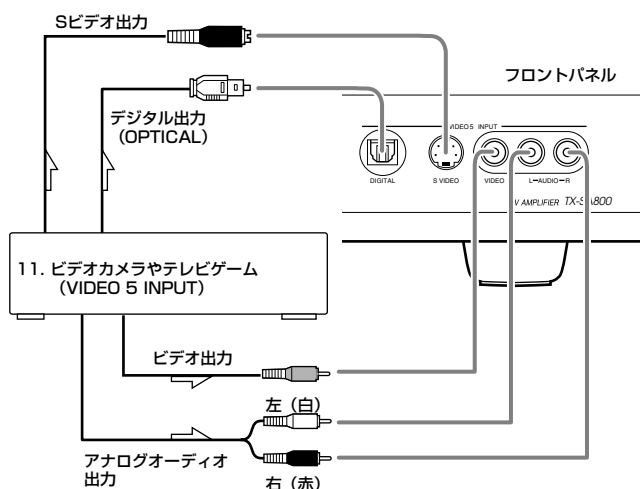 Sビデオ出力
デジタル出力
（OPTICAL）
フロントパネル
VIDEO 5 INPUT
DIGITAL
S VIDEO
VIDEO
L─AUDIO─R
AMPLIFIER
11. ビデオカメラやテレビゲーム
（VIDEO 5 INPUT）
ビデオ出力
左（白）
アナログオーディオ
出力
右（赤）